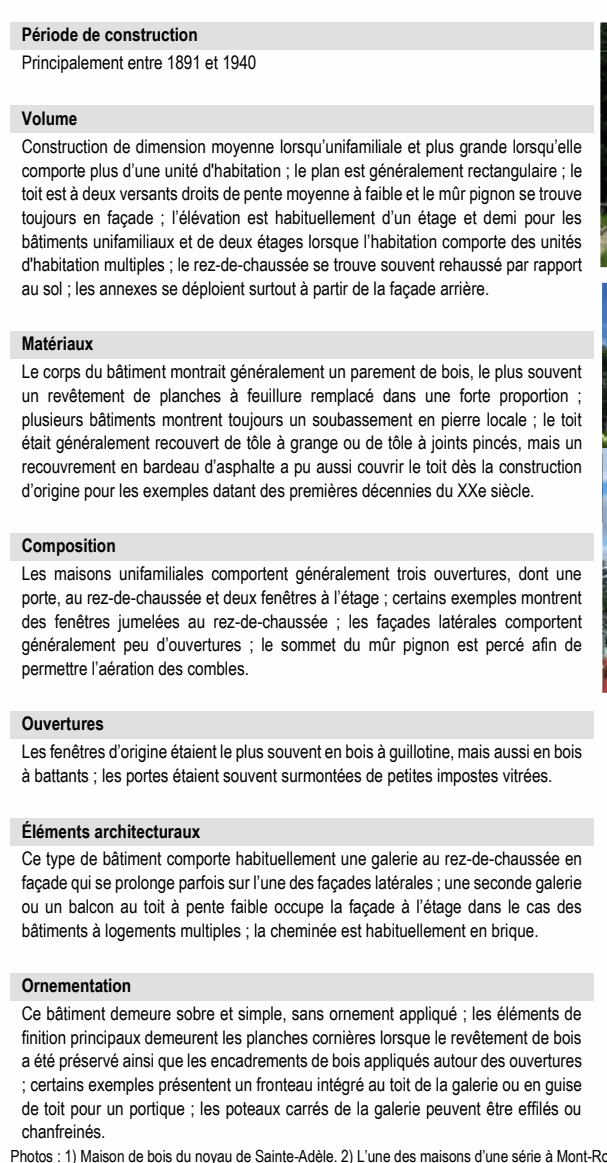 Période de construction
Principalement entre 1891 et 1940
Volume
Construction de dimension moyenne lorsqu'unifamiliale et plus grande lorsqu'elle
comporte plus d'une unité d'habitation ; le plan est généralement rectangulaire ; le
toit est à deux versants droits de pente moyenne à faible et le mûr pignon se trouve
toujours en façade ; l'élévation est habituellement d'un étage et demi pour les
bâtiments unifamiliaux et de deux étages lorsque l'habitation comporte des unités
d'habitation multiples ; le rez-de-chaussée se trouve souvent rehaussé par rapport
au sol ; les annexes se déploient surtout à partir de la façade arrière.
Matériaux
Le corps du bâtiment montrait généralement un parement de bois, le plus souvent
un revêtement de planches à feuillure remplacé dans une forte proportion ;
plusieurs bâtiments montrent toujours un soubassement en pierre locale ; le toit
était généralement recouvert de tôle à grange ou de tôle à joints pincés, mais un
recouvrement en bardeau d'asphalte a pu aussi couvrir le toit dès la construction
d'origine pour les exemples datant des premières décennies du XXe siècle.
Composition
Les maisons unifamiliales comportent généralement trois ouvertures, dont une
porte, au rez-de-chaussée et deux fenêtres à l'étage ; certains exemples montrent
des fenêtres jumelées au rez-de-chaussée ; les façades latérales comportent
généralement peu d'ouvertures ; le sommet du mûr pignon est percé afin de
permettre l'aération des combles.
Ouvertures
Les fenêtres d'origine étaient le plus souvent en bois à guillotine, mais aussi en bois
à battants ; les portes étaient souvent surmontées de petites impostes vitrées.
Éléments architecturaux
Ce type de bâtiment comporte habituellement une galerie au rez-de-chaussée en
façade qui se prolonge parfois sur l'une des façades latérales ; une seconde galerie
ou un balcon au toit à pente faible occupe la façade à l'étage dans le cas des
bâtiments à logements multiples ; la cheminée est habituellement en brique.
Ornementation
Ce bâtiment demeure sobre et simple, sans ornement appliqué ; les éléments de
finition principaux demeurent les planches cornières lorsque le revêtement de bois
a été préservé ainsi que les encadrements de bois appliqués autour des ouvertures
; certains exemples présentent un fronteau intégré au toit de la galerie ou en guise
de toit pour un portique ; les poteaux carrés de la galerie peuvent être effilés ou
chanfreinés.
Photos : 1) Maison de bois du noyau de Sainte-Adèle. 2) L'une des maisons d'une série à Mont-Ro